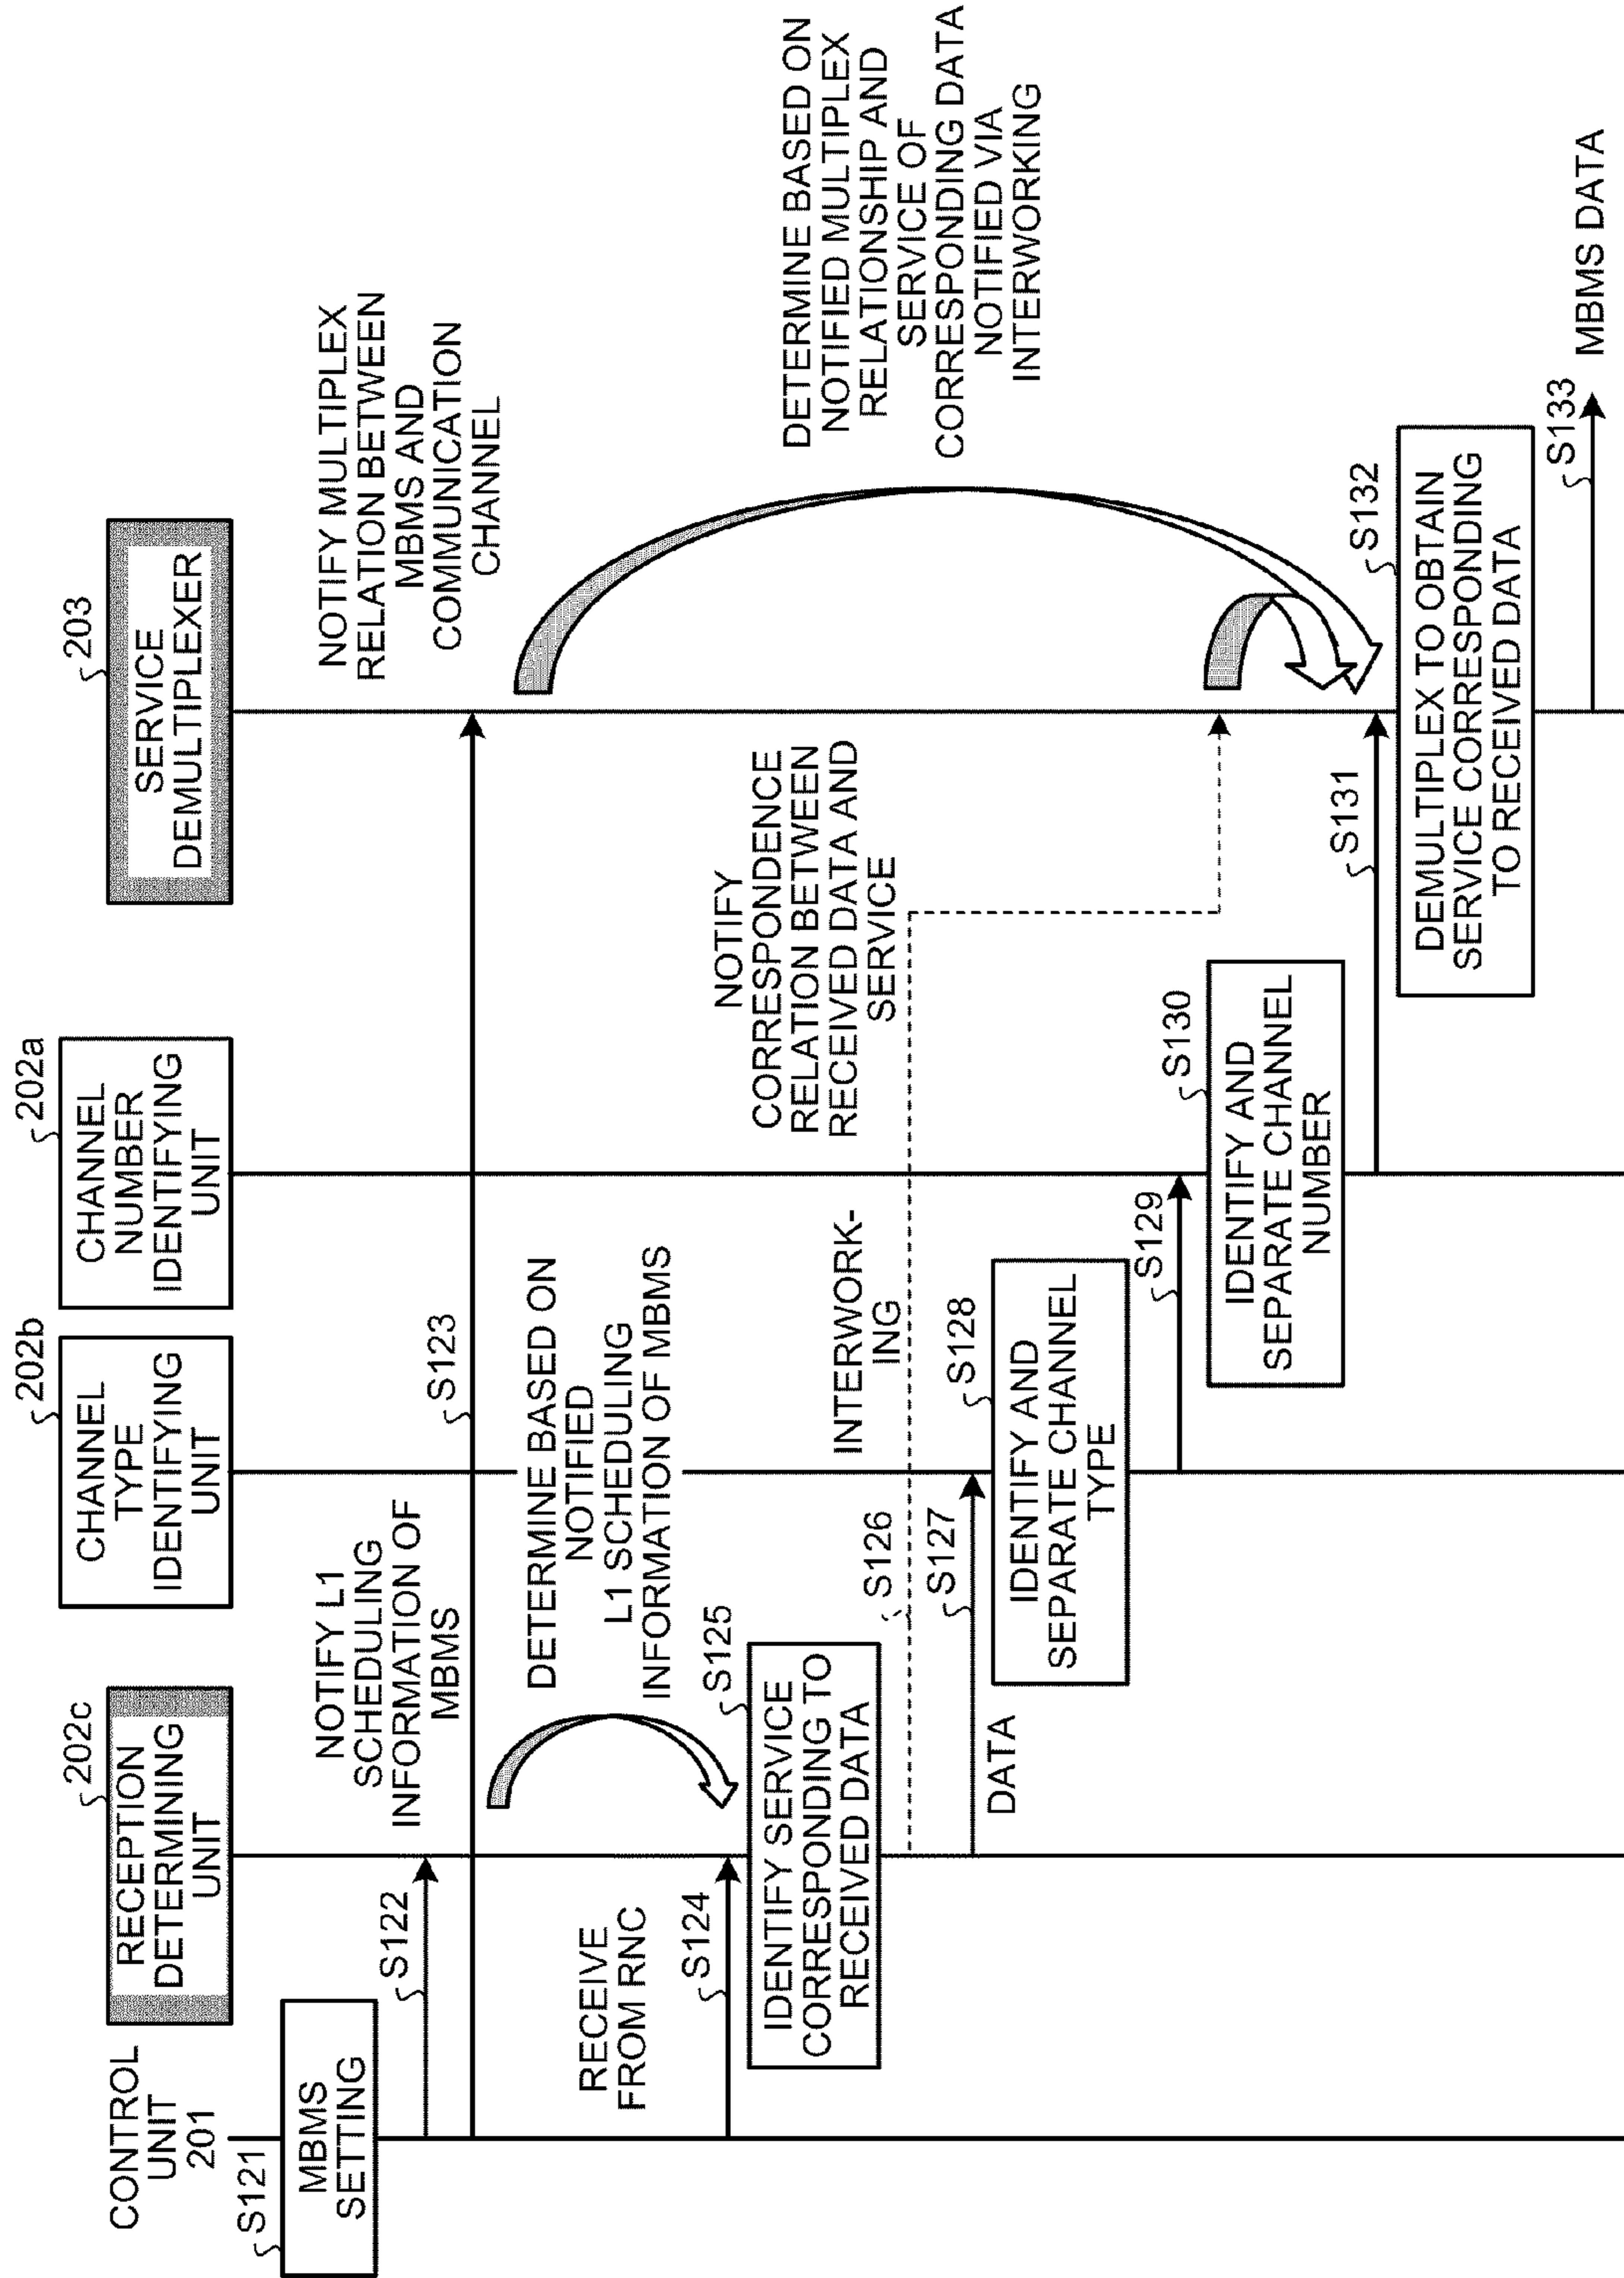 CONTROL
UNIT
201
202c
RECEPTION
DETERMINING
UNIT
202b
CHANNEL
TYPE
IDENTIFYING
UNIT
202a
CHANNEL
NUMBER
IDENTIFYING
UNIT
203
SERVICE
DEMULTIPLEXER
S121
MBMS
SETTING
S122
NOTIFY L1
SCHEDULING
INFORMATION OF
MBMS
S123
NOTIFY MULTIPLEX
RELATION BETWEEN
MBMS AND
COMMUNICATION
CHANNEL
DETERMINE BASED ON
NOTIFIED
L1 SCHEDULING
INFORMATION OF MBMS
RECEIVE
FROM RNC
S124
S125
IDENTIFY SERVICE
CORRESPONDING TO
RECEIVED DATA
S126
INTERWORK-
ING
NOTIFY
CORRESPONDENCE
RELATION BETWEEN
RECEIVED DATA AND
SERVICE
DETERMINE BASED ON
NOTIFIED MULTIPLEX
RELATIONSHIP AND
SERVICE OF
CORRESPONDING DATA
NOTIFIED VIA
INTERWORKING
S127
DATA
S128
IDENTIFY AND
SEPARATE CHANNEL
TYPE
S129
S130
IDENTIFY AND
SEPARATE CHANNEL
NUMBER
S131
S132
DEMULTIPLEX TO OBTAIN
SERVICE CORRESPONDING
TO RECEIVED DATA
S133
MBMS DATA